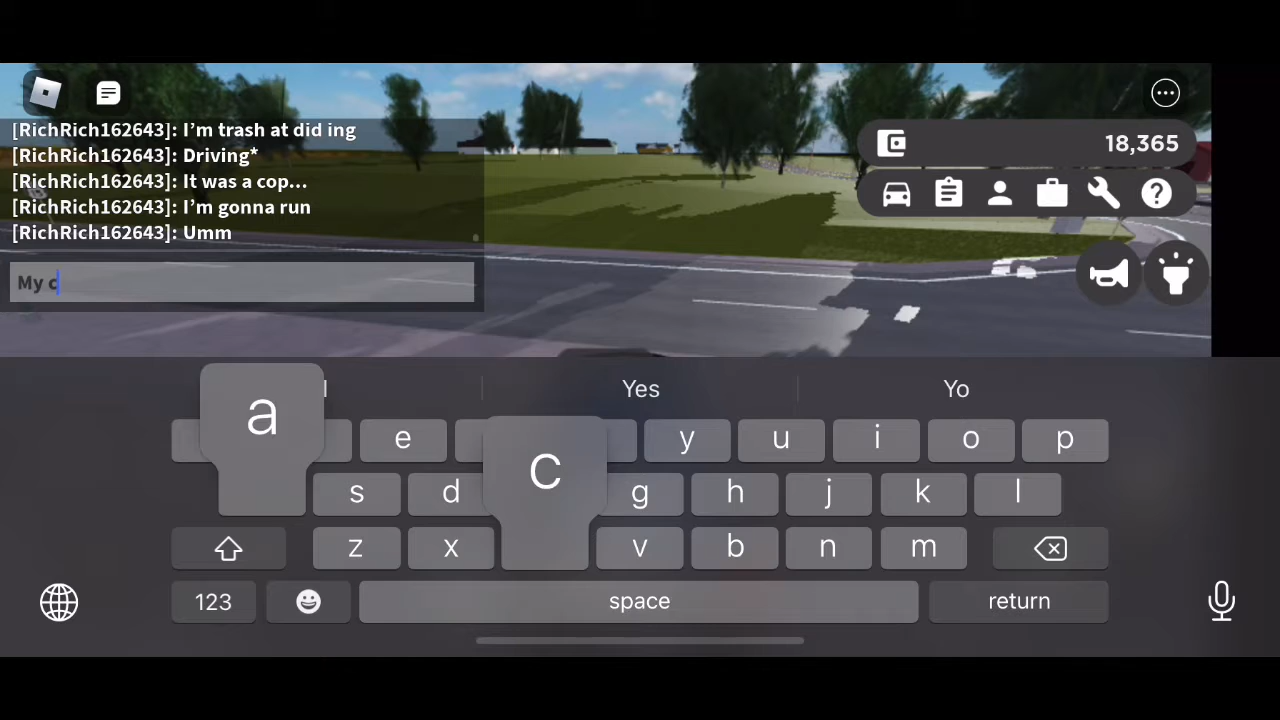 [RichRich162643]: I'm trash at did ing
[RichRich162643]: Driving*
[RichRich162643]: It was a cop...
[RichRich162643]: I'm gonna run
[RichRich162643]: Umm
My c
18,365
Yes Yo
a e y u i o p
s d c g h j k l
z x v b n m
123 space return